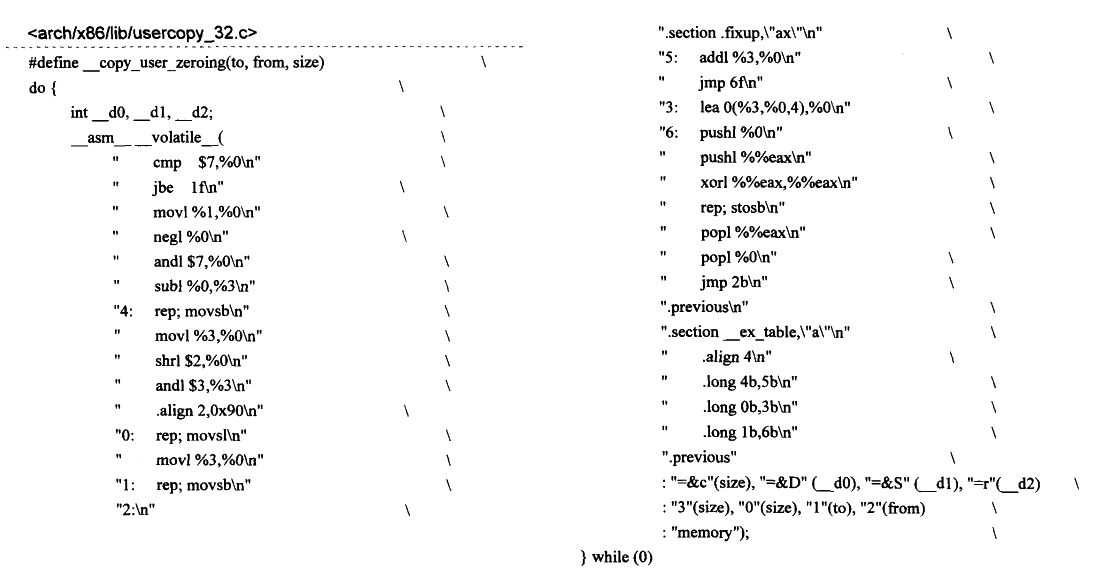 <arch/x86/lib/usercopy_32.c>
#define __copy_user_zeroing(to, from, size) \
do { \
int __d0, __d1, __d2; \
__asm__ __volatile__( \
" cmp $7,%0\n" \
" jbe 1f\n" \
" movl %1,%0\n" \
" negl %0\n" \
" andl $7,%0\n" \
" subl %0,%3\n" \
"4: rep; movsb\n" \
" movl %3,%0\n" \
" shrl $2,%0\n" \
" andl $3,%3\n" \
" .align 2,0x90\n" \
"0: rep; movsl\n" \
" movl %3,%0\n" \
"1: rep; movsb\n" \
"2:\n" \
".section .fixup,\"ax\"\n" \
"5: addl %3,%0\n" \
" jmp 6f\n" \
"3: lea 0(%3,%0,4),%0\n" \
"6: pushl %0\n" \
" pushl %%eax\n" \
" xorl %%eax,%%eax\n" \
" rep; stosb\n" \
" popl %%eax\n" \
" popl %0\n" \
" jmp 2b\n" \
".previous\n" \
".section __ex_table,\"a\"\n" \
" .align 4\n" \
" .long 4b,5b\n" \
" .long 0b,3b\n" \
" .long 1b,6b\n" \
".previous" \
: "=&c"(size), "=&D" (__d0), "=&S" (__d1), "=r"(__d2) \
: "3"(size), "0"(size), "1"(to), "2"(from) \
: "memory"); \
} while (0)